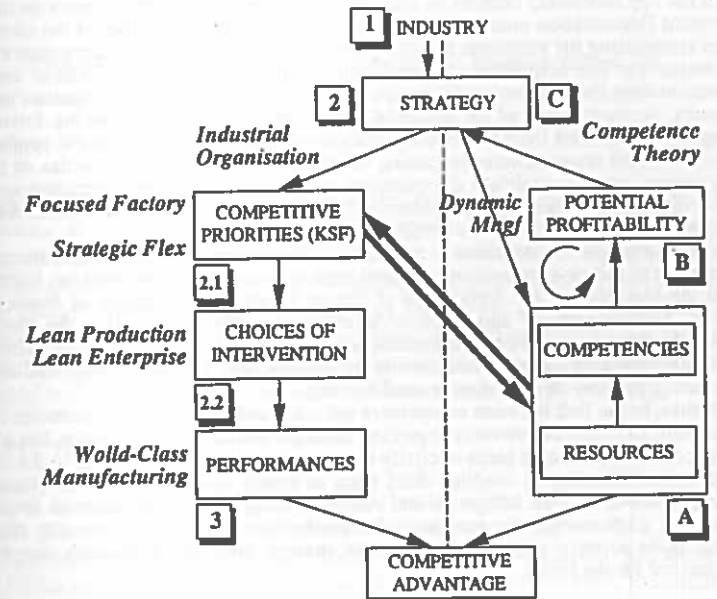 1 INDUSTRY
2 STRATEGY C
Industrial
Organisation
Competence
Theory
Focused Factory
COMPETITIVE
PRIORITIES (KSF)
Strategic Flex
Dynamic
Mngf
POTENTIAL
PROFITABILITY
2.1
B
Lean Production
Lean Enterprise
CHOICES OF
INTERVENTION
COMPETENCIES
2.2
Wolld-Class
Manufacturing
PERFORMANCES
RESOURCES
3
A
COMPETITIVE
ADVANTAGE